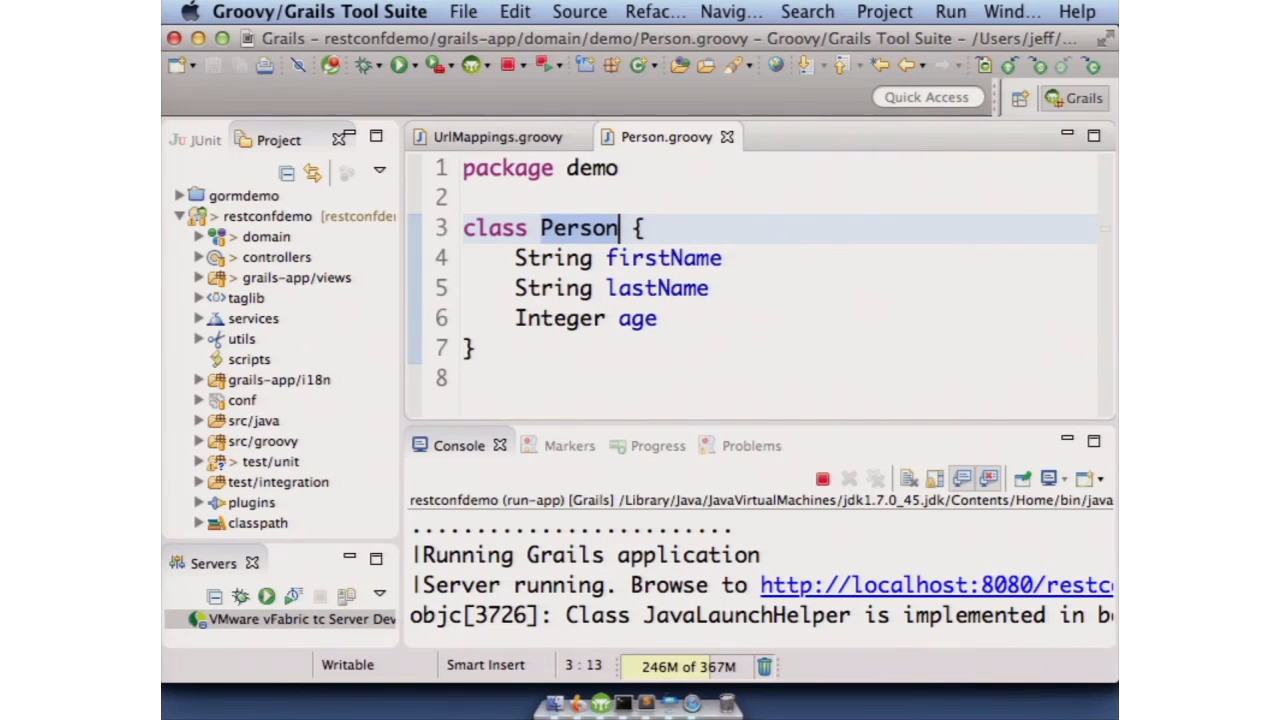 Groovy/Grails Tool Suite File Edit Source Refac... Navig... Search Project Run Wind... Help
Grails - restconfdemo/grails-app/domain/demo/Person.groovy - Groovy/Grails Tool Suite - /Users/jeff/...
Quick Access
Grails
JUnit
Project
gormdemo
> restconfdemo [restconfde
> domain
> controllers
> grails-app/views
taglib
services
utils
scripts
grails-app/i18n
conf
src/java
src/groovy
> test/unit
test/integration
plugins
classpath
Servers
VMware vFabric tc Server Dev
UrlMappings.groovy Person.groovy
1 package demo
2
3 class Person {
4 String firstName
5 String lastName
6 Integer age
7 }
8
Console Markers Progress Problems
restconfdemo (run-app) [Grails] /Library/Java/JavaVirtualMachines/jdk1.7.0_45.jdk/Contents/Home/bin/java
.........................
|Running Grails application
|Server running. Browse to http://localhost:8080/restc
objc[3726]: Class JavaLaunchHelper is implemented in b
Writable Smart Insert 3 : 13 246M of 367M